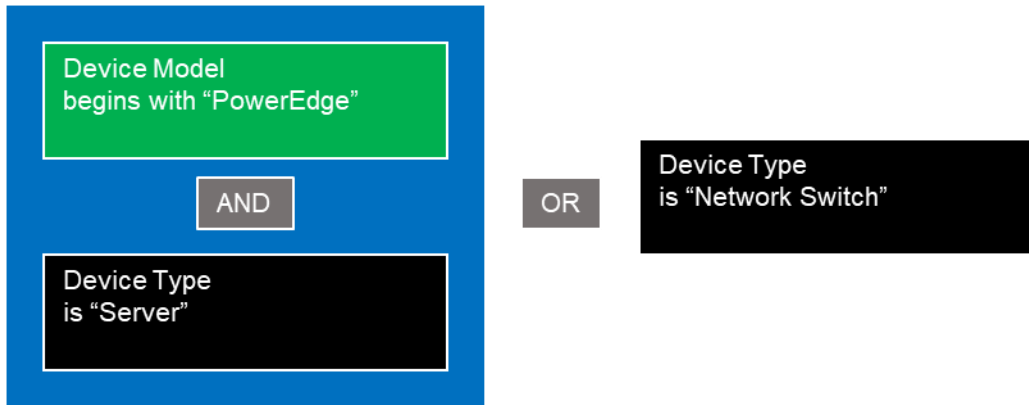 Device Model
begins with “PowerEdge”
AND
Device Type
is “Server”
OR
Device Type
is “Network Switch”